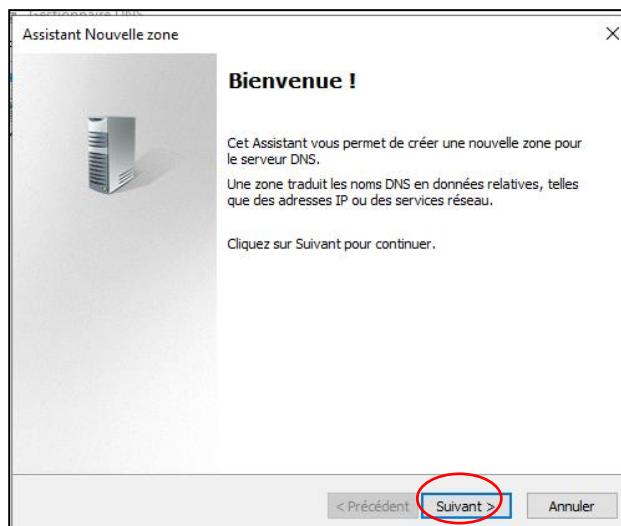 Gestionnaire DNS
Assistant Nouvelle zone
Bienvenue !
Cet Assistant vous permet de créer une nouvelle zone pour
le serveur DNS.
Une zone traduit les noms DNS en données relatives, telles
que des adresses IP ou des services réseau.
Cliquez sur Suivant pour continuer.
< Précédent
Suivant >
Annuler